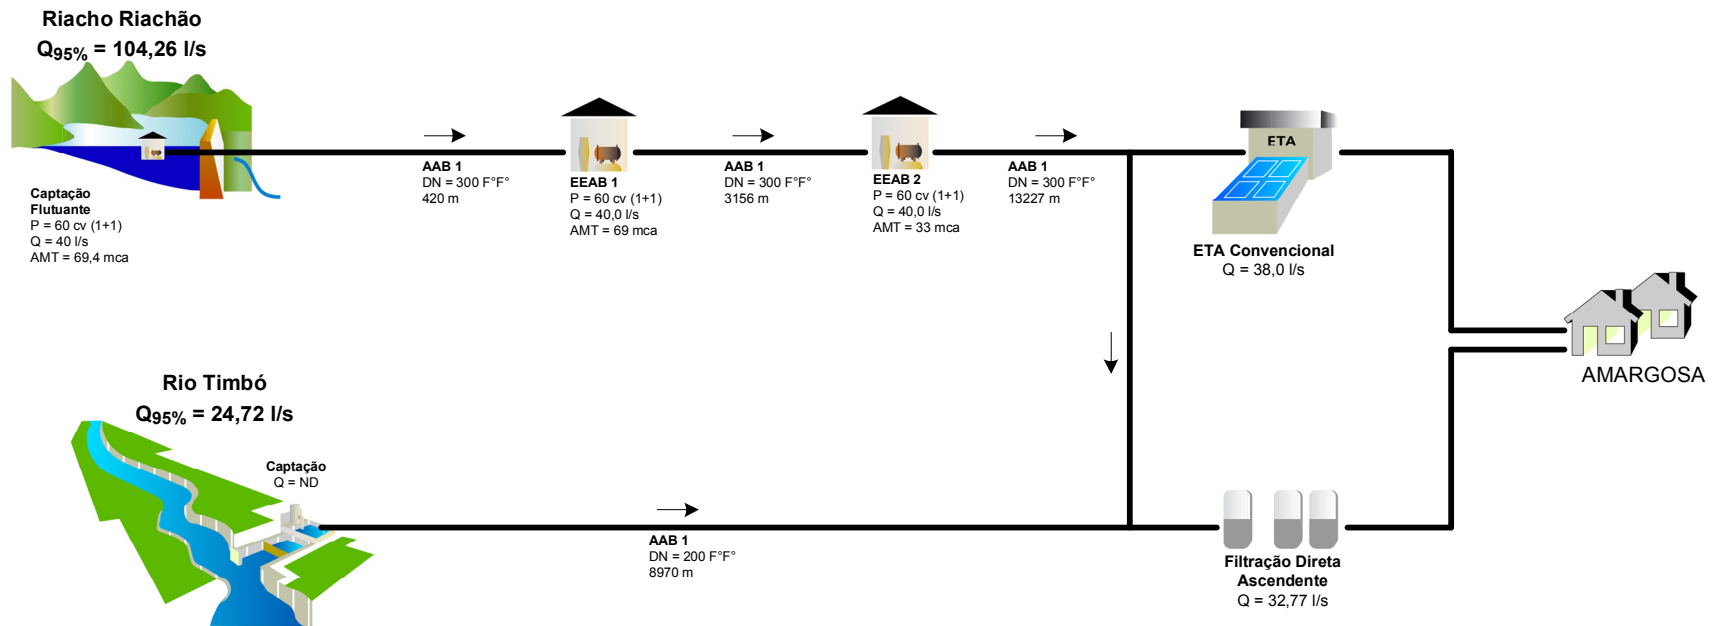 Riacho Riachão
Q95% = 104,26 l/s
Captação
Flutuante
P = 60 cv (1+1)
Q = 40 l/s
AMT = 69,4 mca
AAB 1
DN = 300 F°F°
420 m
EEAB 1
P = 60 cv (1+1)
Q = 40,0 l/s
AMT = 69 mca
AAB 1
DN = 300 F°F°
3156 m
EEAB 2
P = 60 cv (1+1)
Q = 40,0 l/s
AMT = 33 mca
AAB 1
DN = 300 F°F°
13227 m
ETA
ETA Convencional
Q = 38,0 l/s
AMARGOSA
Rio Timbó
Q95% = 24,72 l/s
Captação
Q = ND
AAB 1
DN = 200 F°F°
8970 m
Filtração Direta
Ascendente
Q = 32,77 l/s